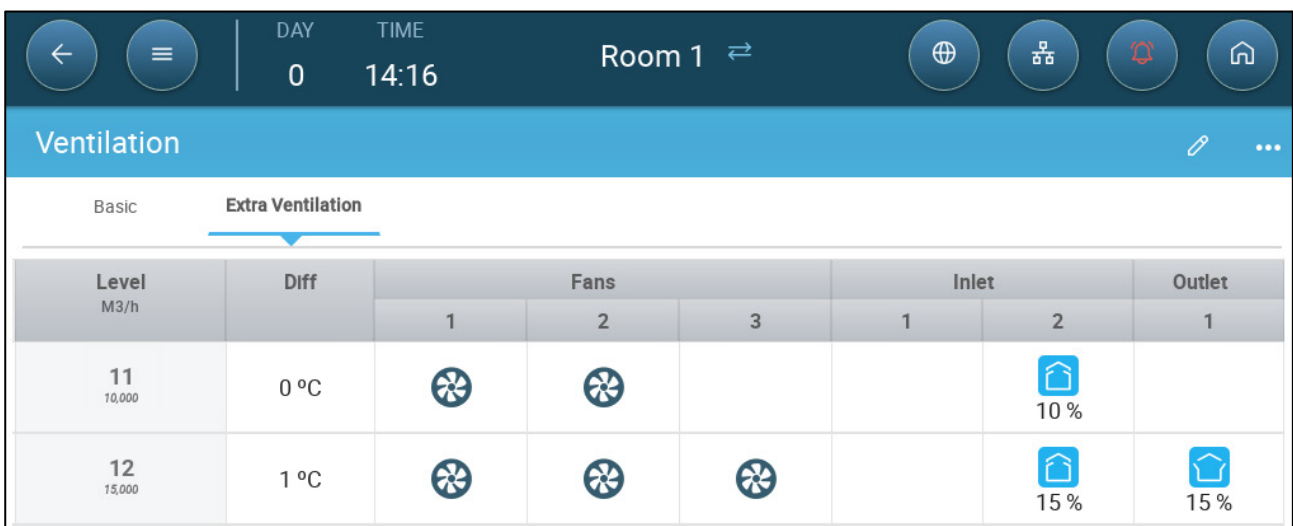 DAY TIME
0 14:16
Room 1
Ventilation
Basic Extra Ventilation
Level Diff Fans Inlet Outlet
M3/h
1 2 3 1 2 1
11 0 ºC
10,000
10 %
12 1 ºC
15,000
15 % 15 %